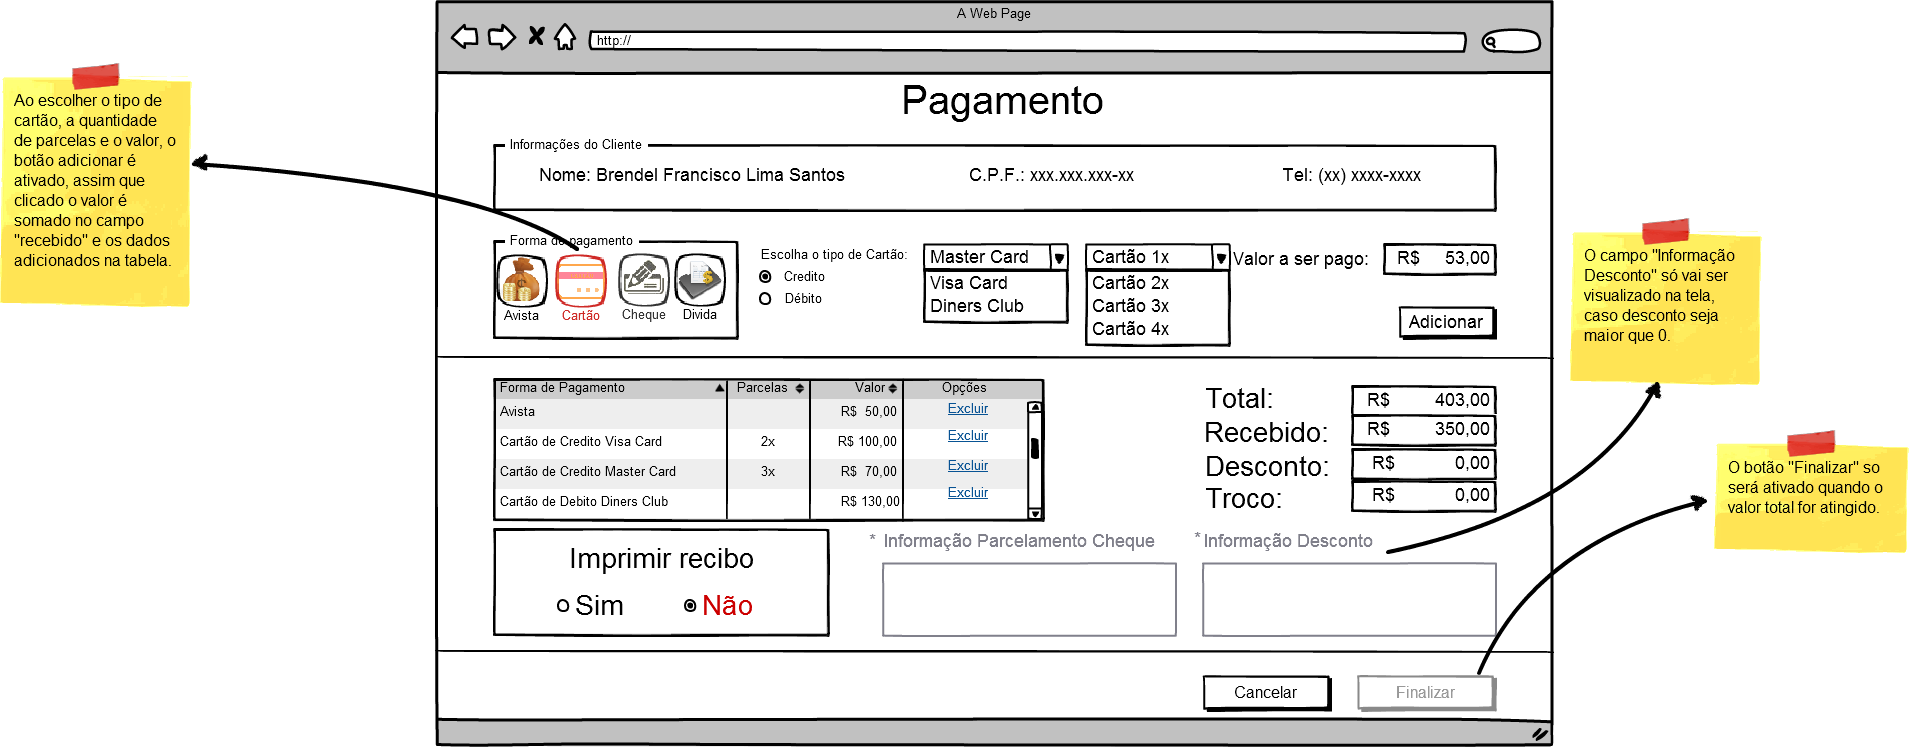 A Web Page
http://
Pagamento
Ao escolher o tipo de
cartão, a quantidade
de parcelas e o valor, o
botão adicionar é
ativado, assim que
clicado o valor é
somado no campo
"recebido" e os dados
adicionados na tabela.
Informações do Cliente
Nome: Brendel Francisco Lima Santos C.P.F.: xxx.xxx.xxx-xx Tel: (xx) xxxx-xxxx
Forma de pagamento
Avista Cartão Cheque Divida
Escolha o tipo de Cartão:
Credito
Débito
Master Card
Visa Card
Diners Club
Cartão 1x
Cartão 2x
Cartão 3x
Cartão 4x
Valor a ser pago: R$ 53,00
Adicionar
O campo "Informação
Desconto" só vai ser
visualizado na tela,
caso desconto seja
maior que 0.
Forma de Pagamento Parcelas Valor Opções
Avista R$ 50,00 Excluir
Cartão de Credito Visa Card 2x R$ 100,00 Excluir
Cartão de Credito Master Card 3x R$ 70,00 Excluir
Cartão de Debito Diners Club R$ 130,00 Excluir
Total: R$ 403,00
Recebido: R$ 350,00
Desconto: R$ 0,00
Troco: R$ 0,00
O botão "Finalizar" so
será ativado quando o
valor total for atingido.
Imprimir recibo
Sim Não
* Informação Parcelamento Cheque
* Informação Desconto
Cancelar Finalizar